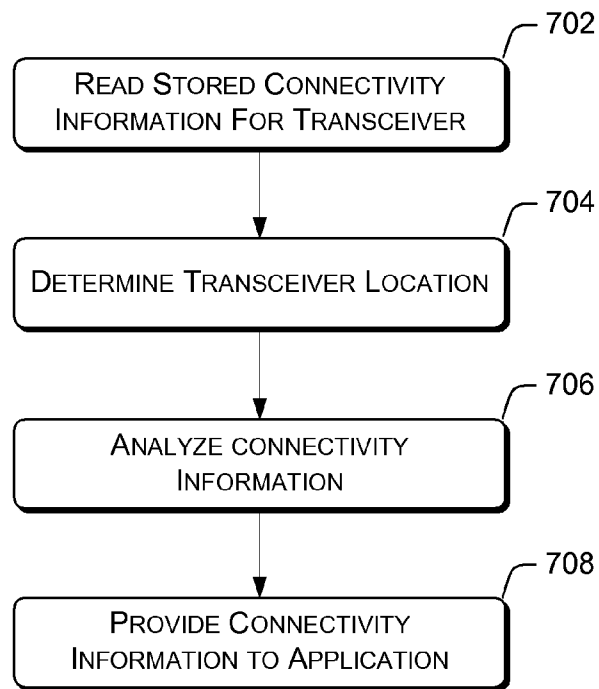 702
READ STORED CONNECTIVITY
INFORMATION FOR TRANSCEIVER
704
DETERMINE TRANSCEIVER LOCATION
706
ANALYZE CONNECTIVITY
INFORMATION
708
PROVIDE CONNECTIVITY
INFORMATION TO APPLICATION